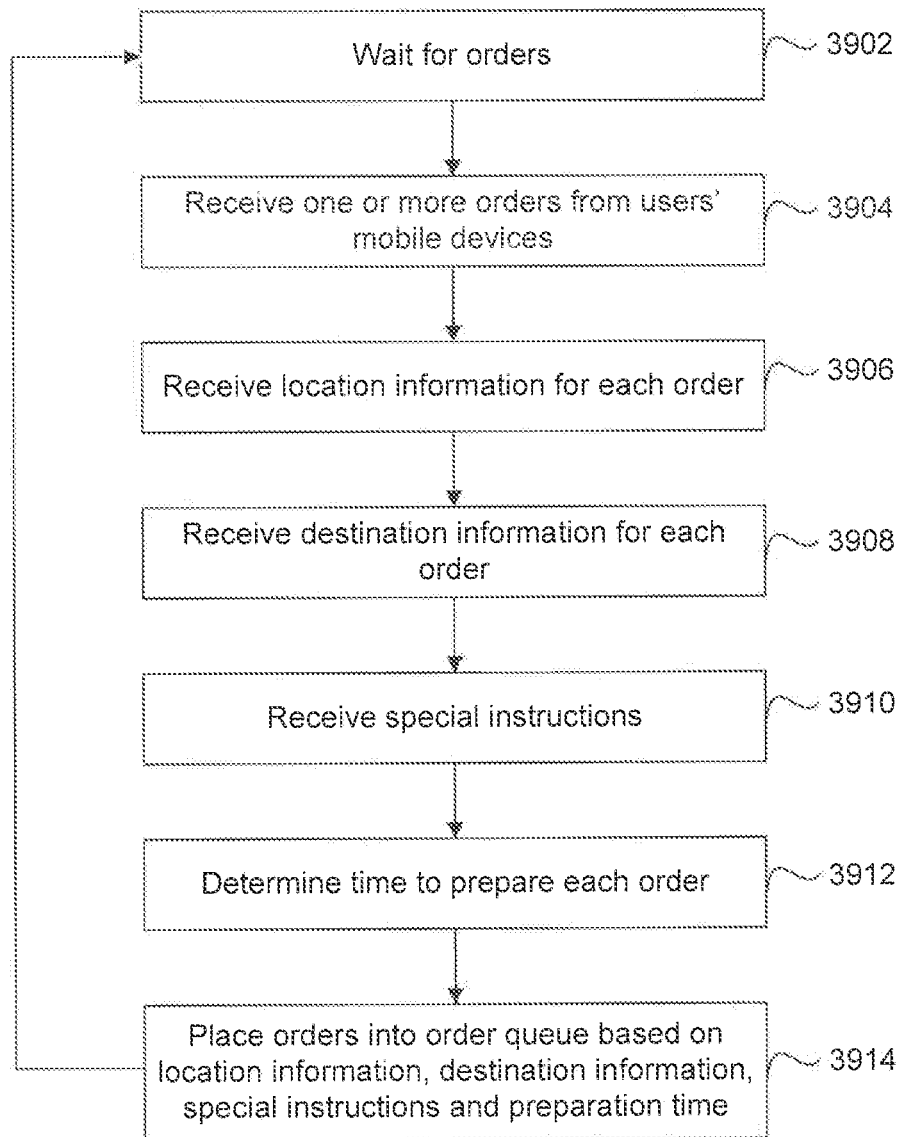 Wait for orders
3902
Receive one or more orders from users'
mobile devices
3904
Receive location information for each order
3906
Receive destination information for each
order
3908
Receive special instructions
3910
Determine time to prepare each order
3912
Place orders into order queue based on
location information, destination information,
special instructions and preparation time
3914